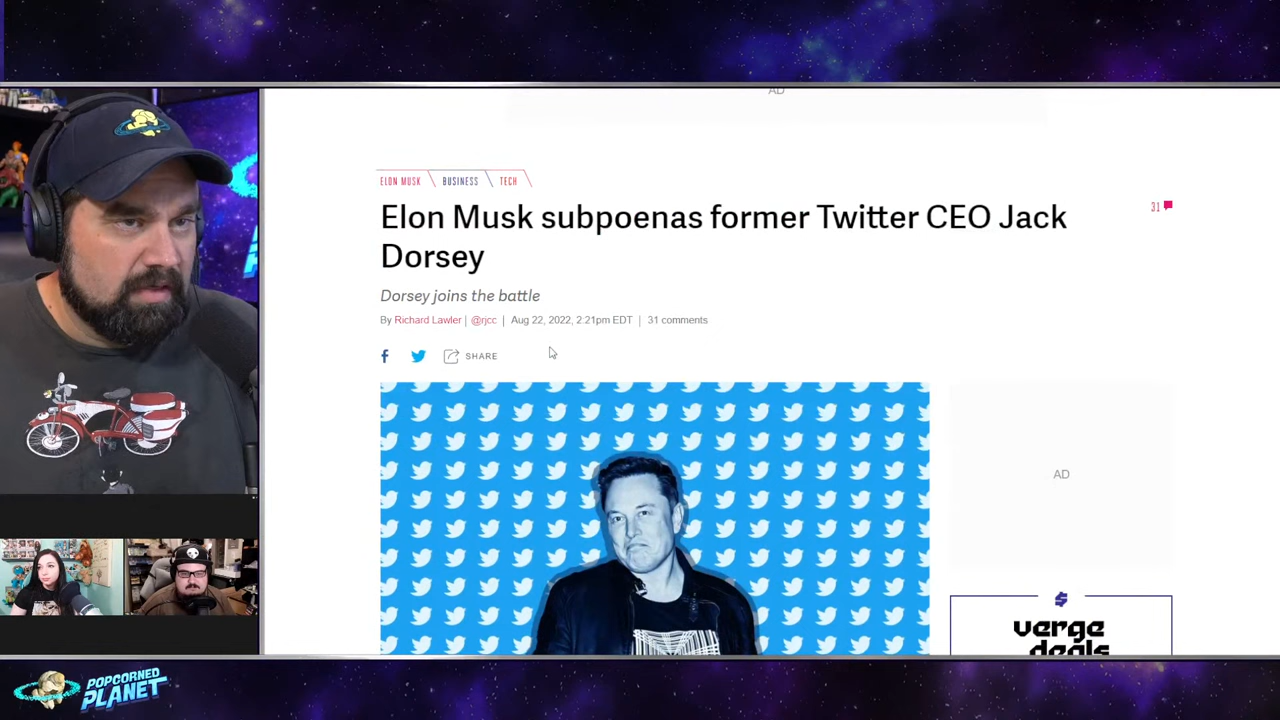 AD
ELON MUSK
BUSINESS
TECH
Elon Musk subpoenas former Twitter CEO Jack
Dorsey
31
Dorsey joins the battle
By Richard Lawler | @rjcc | Aug 22, 2022, 2:21pm EDT | 31 comments
SHARE
AD
verge
deals
POPCORNED
PLANET